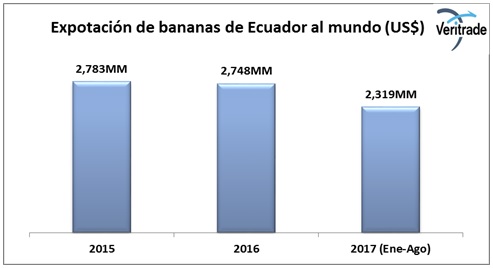 Expotación de bananas de Ecuador al mundo (US$)
Veritrade
2,783MM
2,748MM
2,319MM
2015
2016
2017 (Ene-Ago)